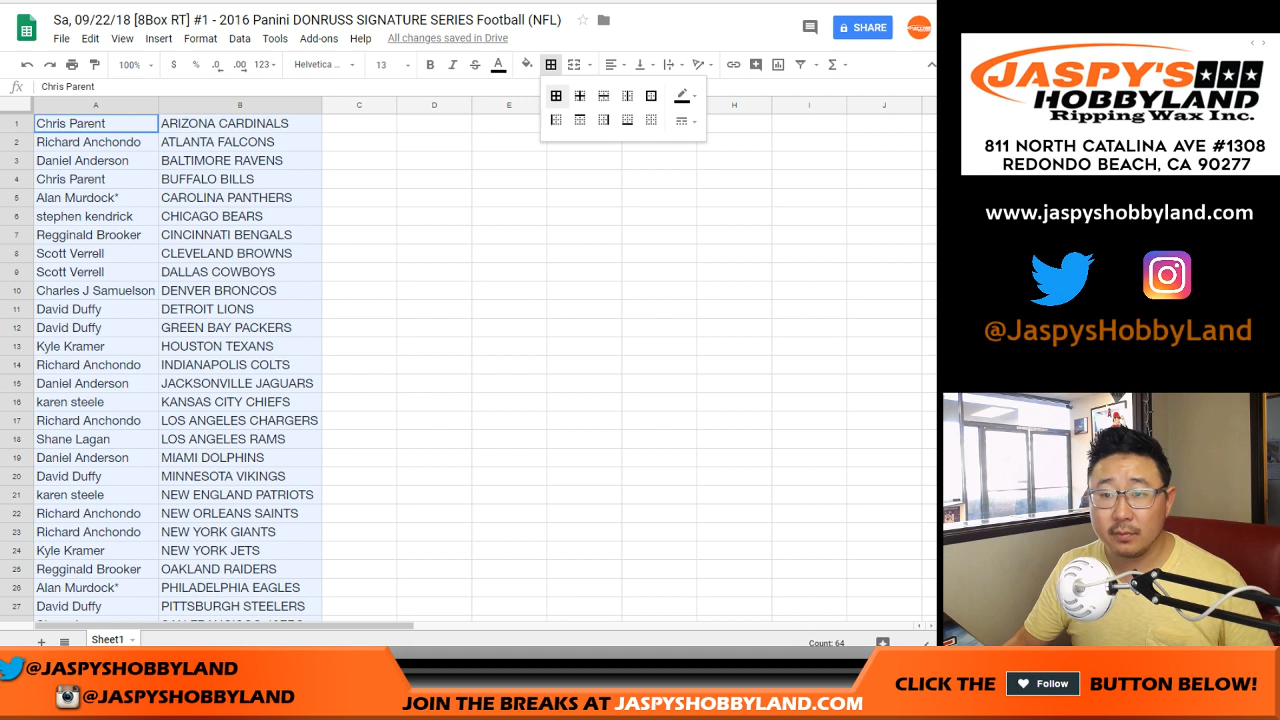 Sa, 09/22/18 [8Box RT] #1 - 2016 Panini DONRUSS SIGNATURE SERIES Football (NFL)
SHARE
File Edit View Insert Format Data Tools Add-ons Help All changes saved in Drive
100% $ % .0 .00 123 Helvetica ... 13 B I S A
fx Chris Parent
A B C D E H I J
1 Chris Parent ARIZONA CARDINALS
2 Richard Anchondo ATLANTA FALCONS
3 Daniel Anderson BALTIMORE RAVENS
4 Chris Parent BUFFALO BILLS
5 Alan Murdock* CAROLINA PANTHERS
6 stephen kendrick CHICAGO BEARS
7 Regginald Brooker CINCINNATI BENGALS
8 Scott Verrell CLEVELAND BROWNS
9 Scott Verrell DALLAS COWBOYS
10 Charles J Samuelson DENVER BRONCOS
11 David Duffy DETROIT LIONS
12 David Duffy GREEN BAY PACKERS
13 Kyle Kramer HOUSTON TEXANS
14 Richard Anchondo INDIANAPOLIS COLTS
15 Daniel Anderson JACKSONVILLE JAGUARS
16 karen steele KANSAS CITY CHIEFS
17 Richard Anchondo LOS ANGELES CHARGERS
18 Shane Lagan LOS ANGELES RAMS
19 Daniel Anderson MIAMI DOLPHINS
20 David Duffy MINNESOTA VIKINGS
21 karen steele NEW ENGLAND PATRIOTS
22 Richard Anchondo NEW ORLEANS SAINTS
23 Richard Anchondo NEW YORK GIANTS
24 Kyle Kramer NEW YORK JETS
25 Regginald Brooker OAKLAND RAIDERS
26 Alan Murdock* PHILADELPHIA EAGLES
27 David Duffy PITTSBURGH STEELERS
Sheet1
Count: 64
JASPY'S
HOBBYLAND
Ripping Wax Inc.
811 NORTH CATALINA AVE #1308
REDONDO BEACH, CA 90277
www.jaspyshobbyland.com
@JaspysHobbyLand
@JASPYSHOBBYLAND
@JASPYSHOBBYLAND
JOIN THE BREAKS AT JASPYSHOBBYLAND.COM
CLICK THE Follow BUTTON BELOW!